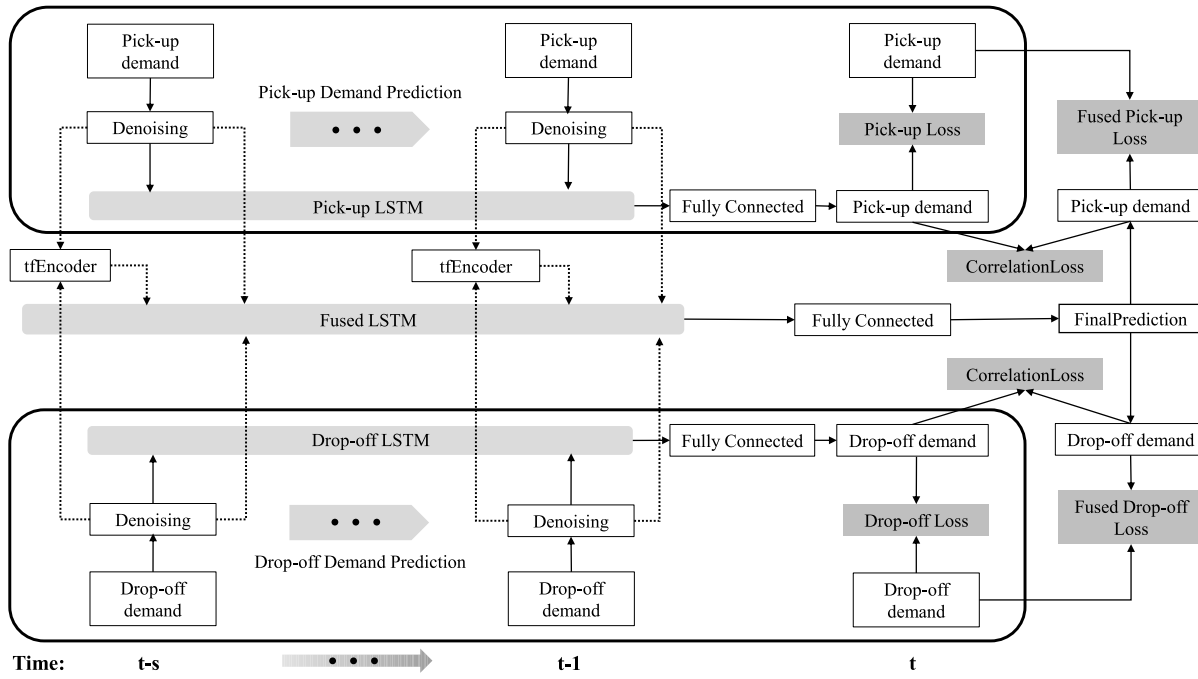 Pick-up
demand
Pick-up
demand
Pick-up
demand
Pick-up Demand Prediction
Denoising
Denoising
Pick-up Loss
Fused Pick-up
Loss
Pick-up LSTM
Fully Connected
Pick-up demand
Pick-up demand
tfEncoder
tfEncoder
CorrelationLoss
Fused LSTM
Fully Connected
FinalPrediction
CorrelationLoss
Drop-off LSTM
Fully Connected
Drop-off demand
Drop-off demand
Denoising
Denoising
Drop-off Loss
Fused Drop-off
Loss
Drop-off Demand Prediction
Drop-off
demand
Drop-off
demand
Drop-off
demand
Time:
t-s
t-1
t